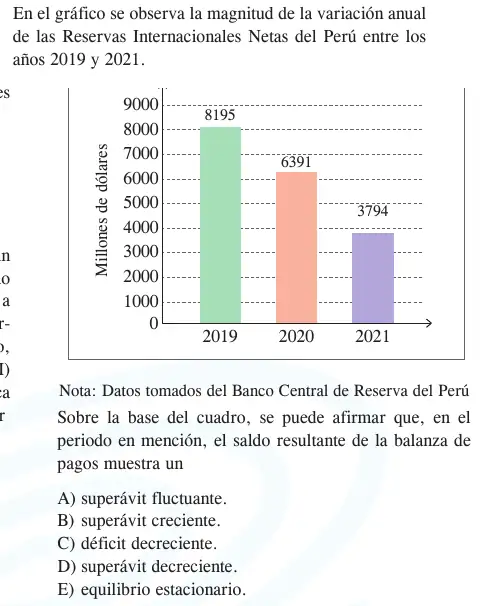 En el gráfico se observa la magnitud de la variación anual
de las Reservas Internacionales Netas del Perú entre los
años 2019 y 2021.
es
9000
8195
8000
7000
6391
6000
5000
3794
4000
3000
2000
1000
0
Millones de dólares
2019 2020 2021
an
no
a
r-
o,
I)
ca
r
Nota: Datos tomados del Banco Central de Reserva del Perú
Sobre la base del cuadro, se puede afirmar que, en el
periodo en mención, el saldo resultante de la balanza de
pagos muestra un
A) superávit fluctuante.
B) superávit creciente.
C) déficit decreciente.
D) superávit decreciente.
E) equilibrio estacionario.